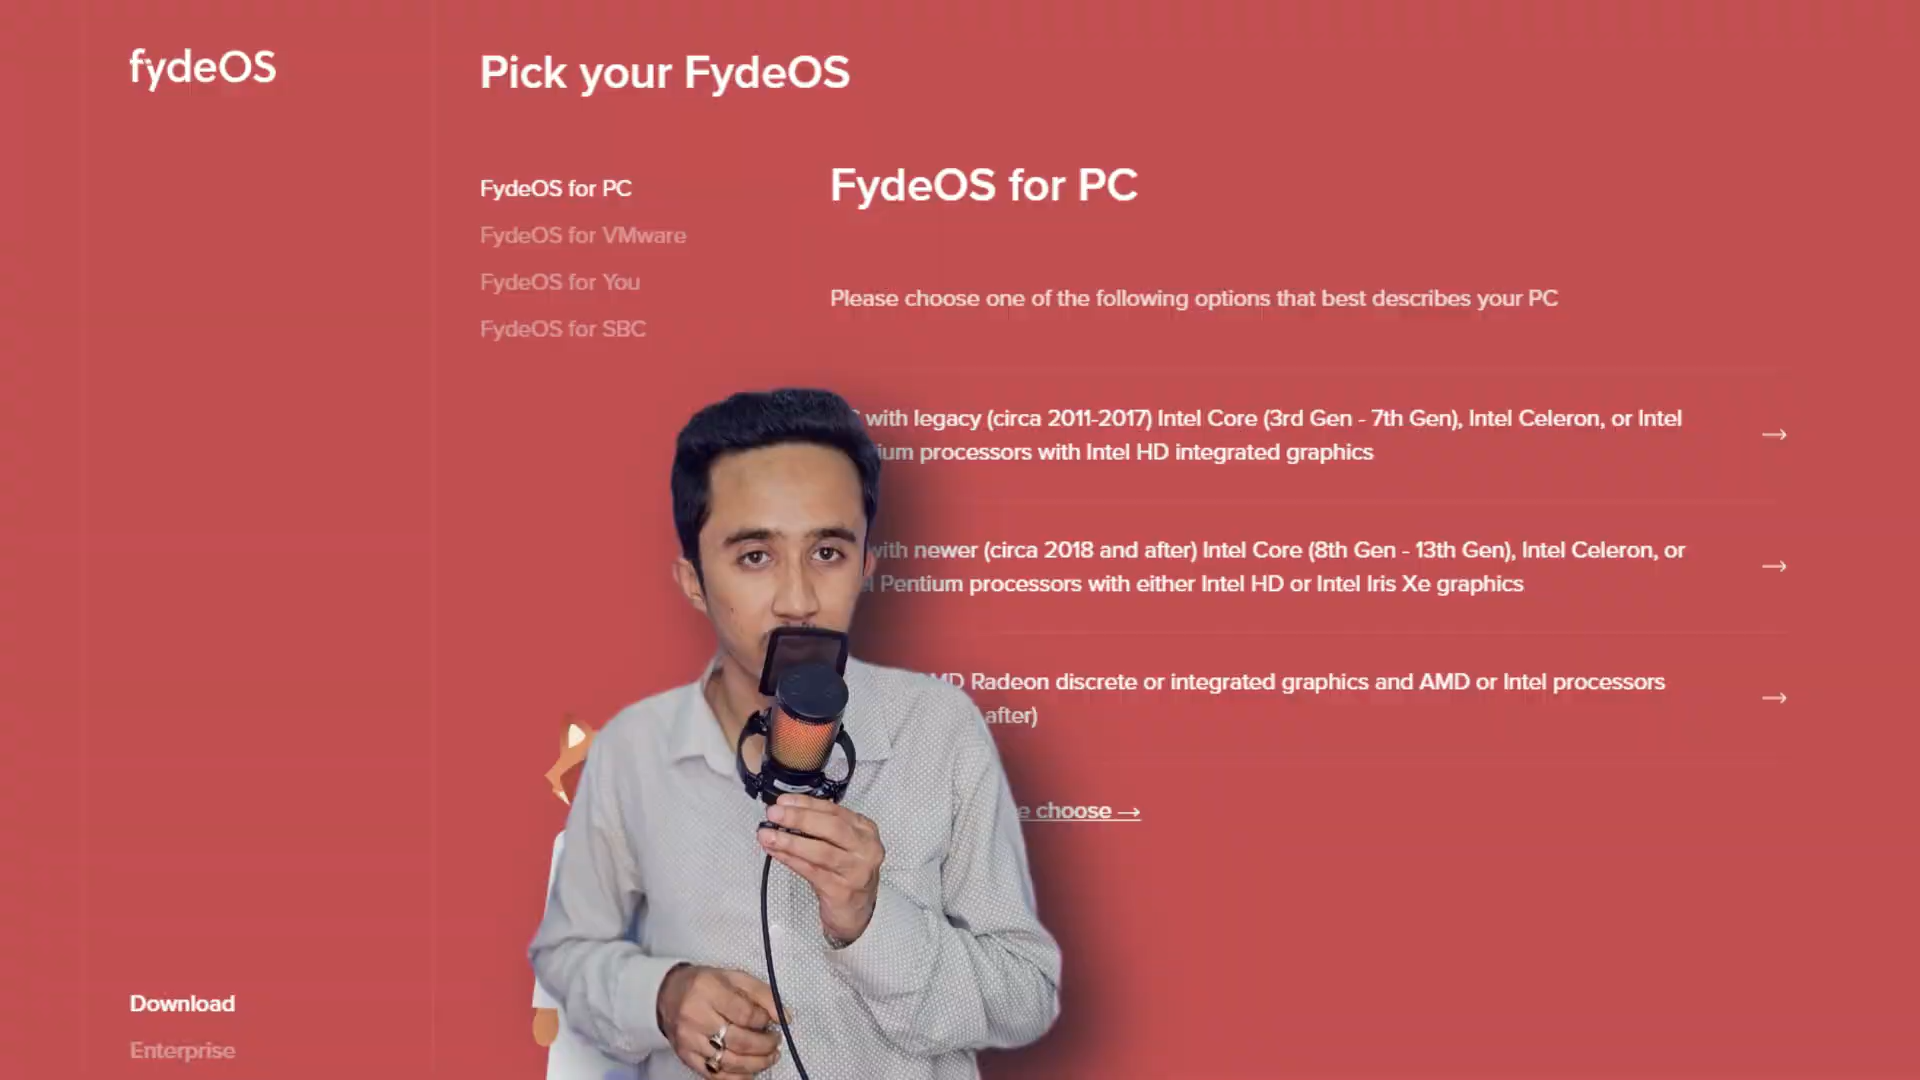 fydeOS
Pick your FydeOS
FydeOS for PC
FydeOS for VMware
FydeOS for You
FydeOS for SBC
FydeOS for PC
Please choose one of the following options that best describes your PC
with legacy (circa 2011-2017) Intel Core (3rd Gen - 7th Gen), Intel Celeron, or Intel
processors with Intel HD integrated graphics
with newer (circa 2018 and after) Intel Core (8th Gen - 13th Gen), Intel Celeron, or
Pentium processors with either Intel HD or Intel Iris Xe graphics
Radeon discrete or integrated graphics and AMD or Intel processors
after)
choose →
Download
Enterprise